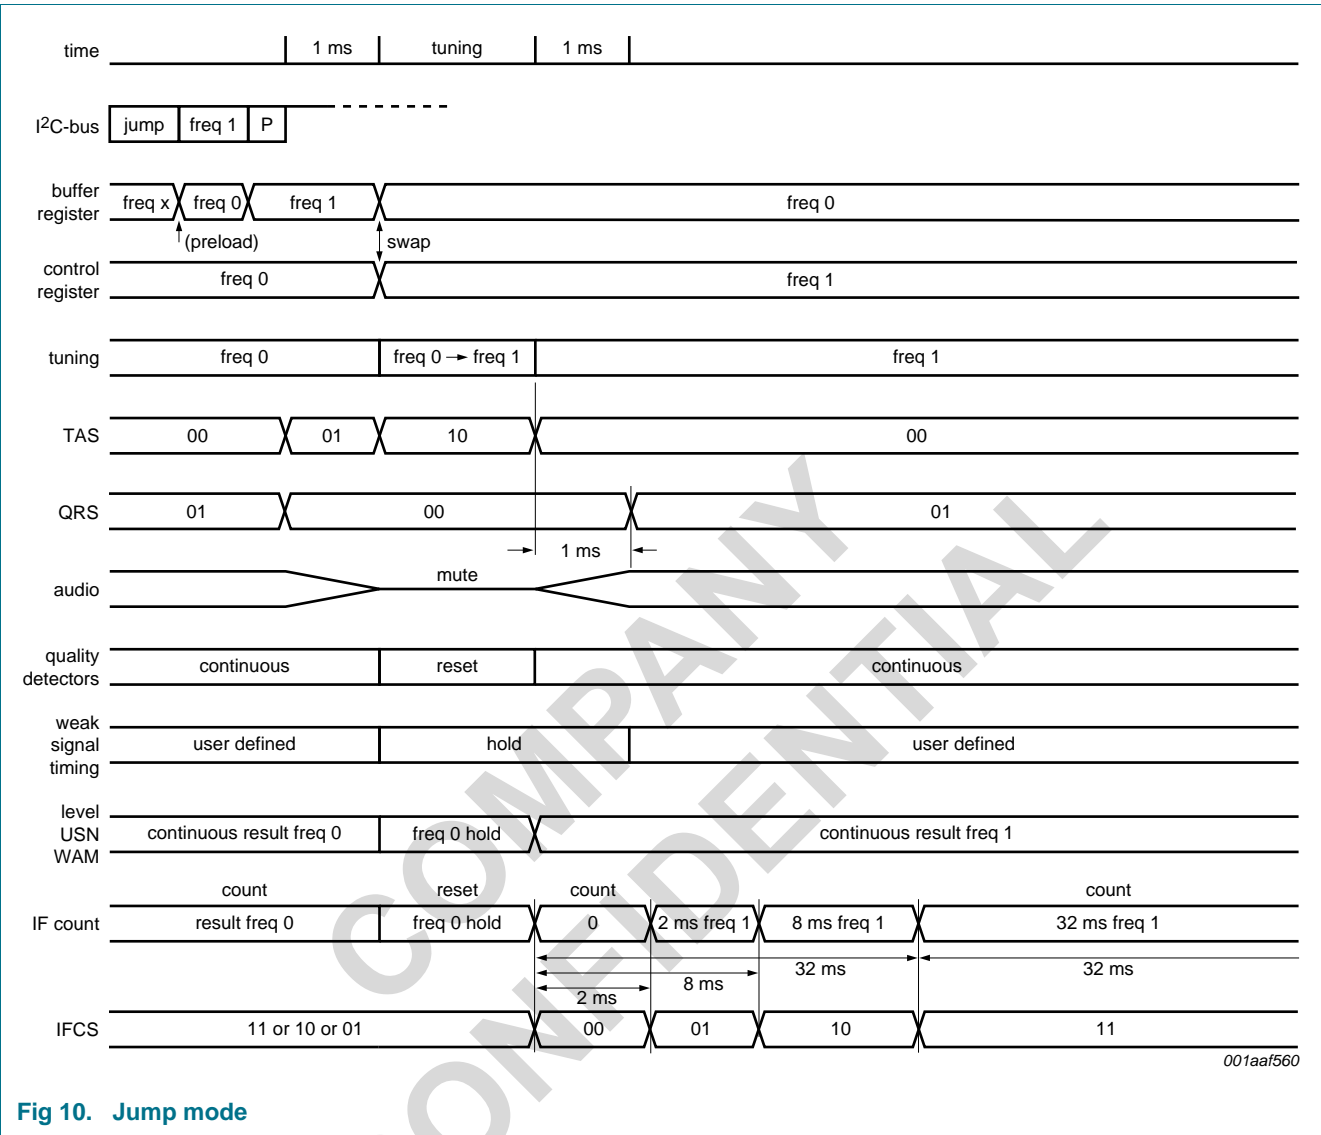 time 1 ms tuning 1 ms
I2C-bus jump freq 1 P
buffer register freq x freq 0 freq 1 freq 0
(preload) swap
control register freq 0 freq 1
tuning freq 0 → freq 0 → freq 1 freq 1
TAS 00 01 10 00
QRS 01 00 01
1 ms
audio mute
quality detectors continuous reset continuous
weak signal timing user defined hold user defined
level USN WAM continuous result freq 0 freq 0 hold continuous result freq 1
count reset count count
IF count result freq 0 freq 0 hold 0 2 ms freq 1 8 ms freq 1 32 ms freq 1
32 ms 32 ms
8 ms
2 ms
IFCS 11 or 10 or 01 00 01 10 11
001aaf560
COMPANY
CONFIDENTIAL
Fig 10. Jump mode